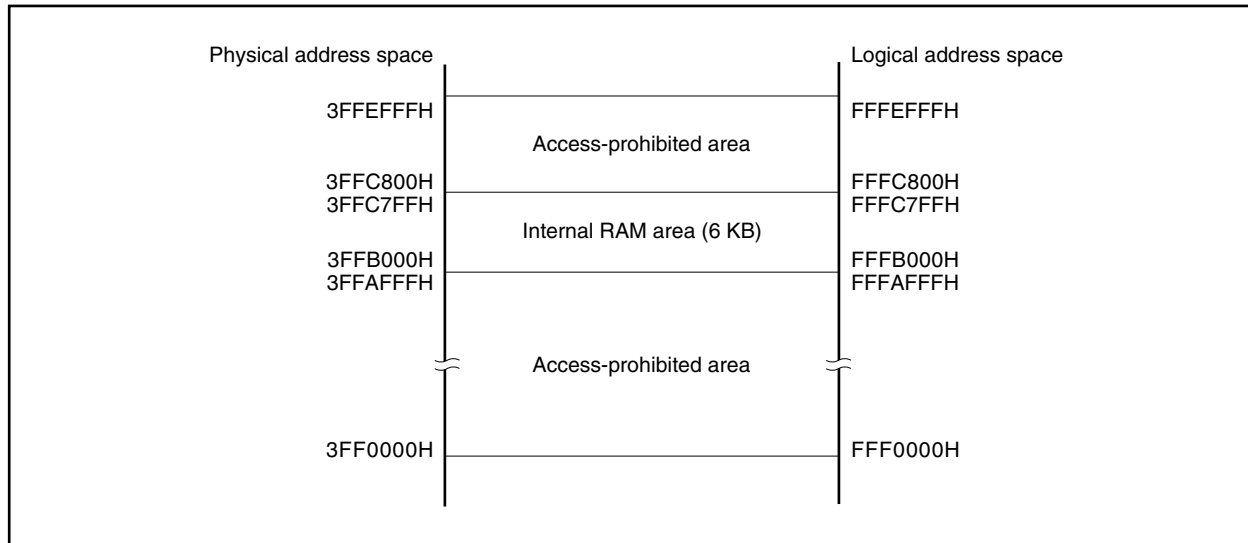 Physical address space Logical address space
3FFEFFFH FFFEFFFH
Access-prohibited area
3FFC800H FFFC800H
3FFC7FFH FFFC7FFH
Internal RAM area (6 KB)
3FFB000H FFFB000H
3FFAFFFH FFFAFFFH
Access-prohibited area
3FF0000H FFF0000H